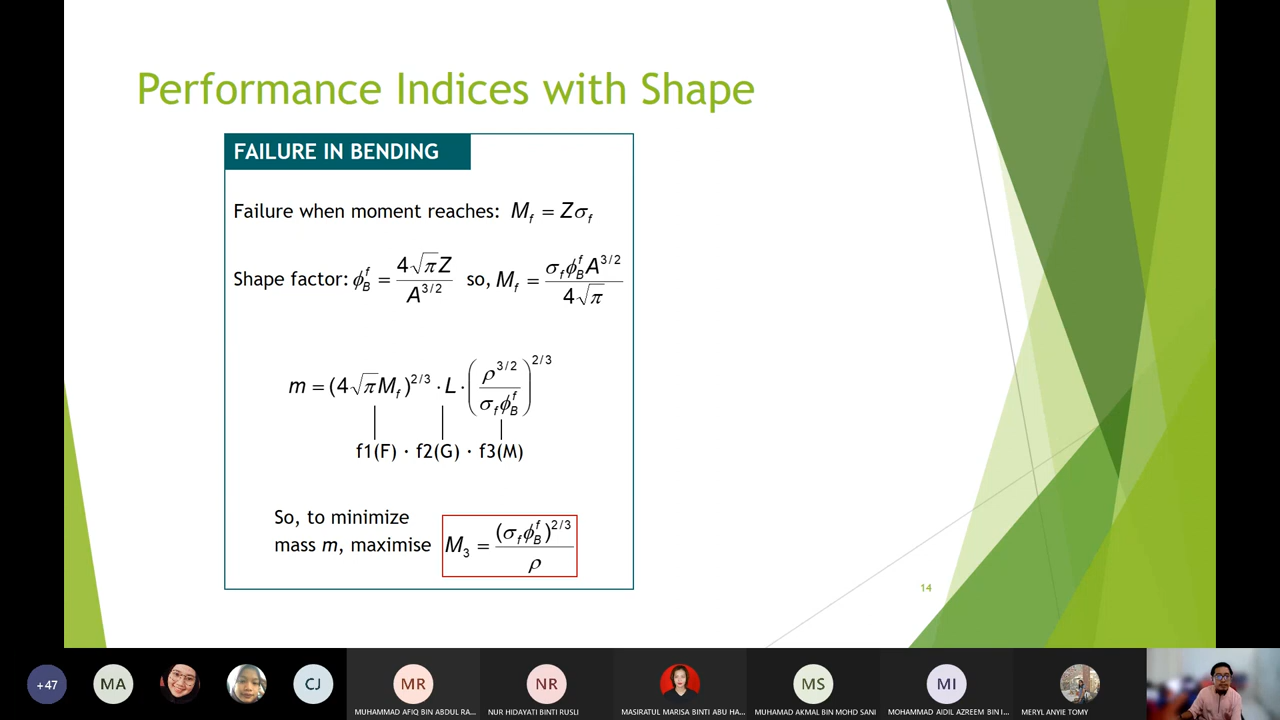 Performance Indices with Shape
FAILURE IN BENDING
Failure when moment reaches: M_f = Zσ_f
Shape factor: φ_B^f = 4√π Z / A^{3/2} so, M_f = σ_f φ_B^f A^{3/2} / 4√π
m = (4√π M_f)^{2/3} · L · (ρ^{3/2} / σ_f φ_B^f)^{2/3}
f1(F) · f2(G) · f3(M)
So, to minimize
mass m, maximise M_3 = (σ_f φ_B^f)^{2/3} / ρ
14
+47
MA
CJ
MR
NR
MS
MI
MUHAMMAD AFIQ BIN ABDUL RA...
NUR HIDAYATI BINTI RUSLI
MASIRATUL MARISA BINTI ABU HA...
MUHAMAD AKMAL BIN MOHD SANI
MOHAMMAD AIDIL AZREEM BIN I...
MERYL ANYIE TOMY